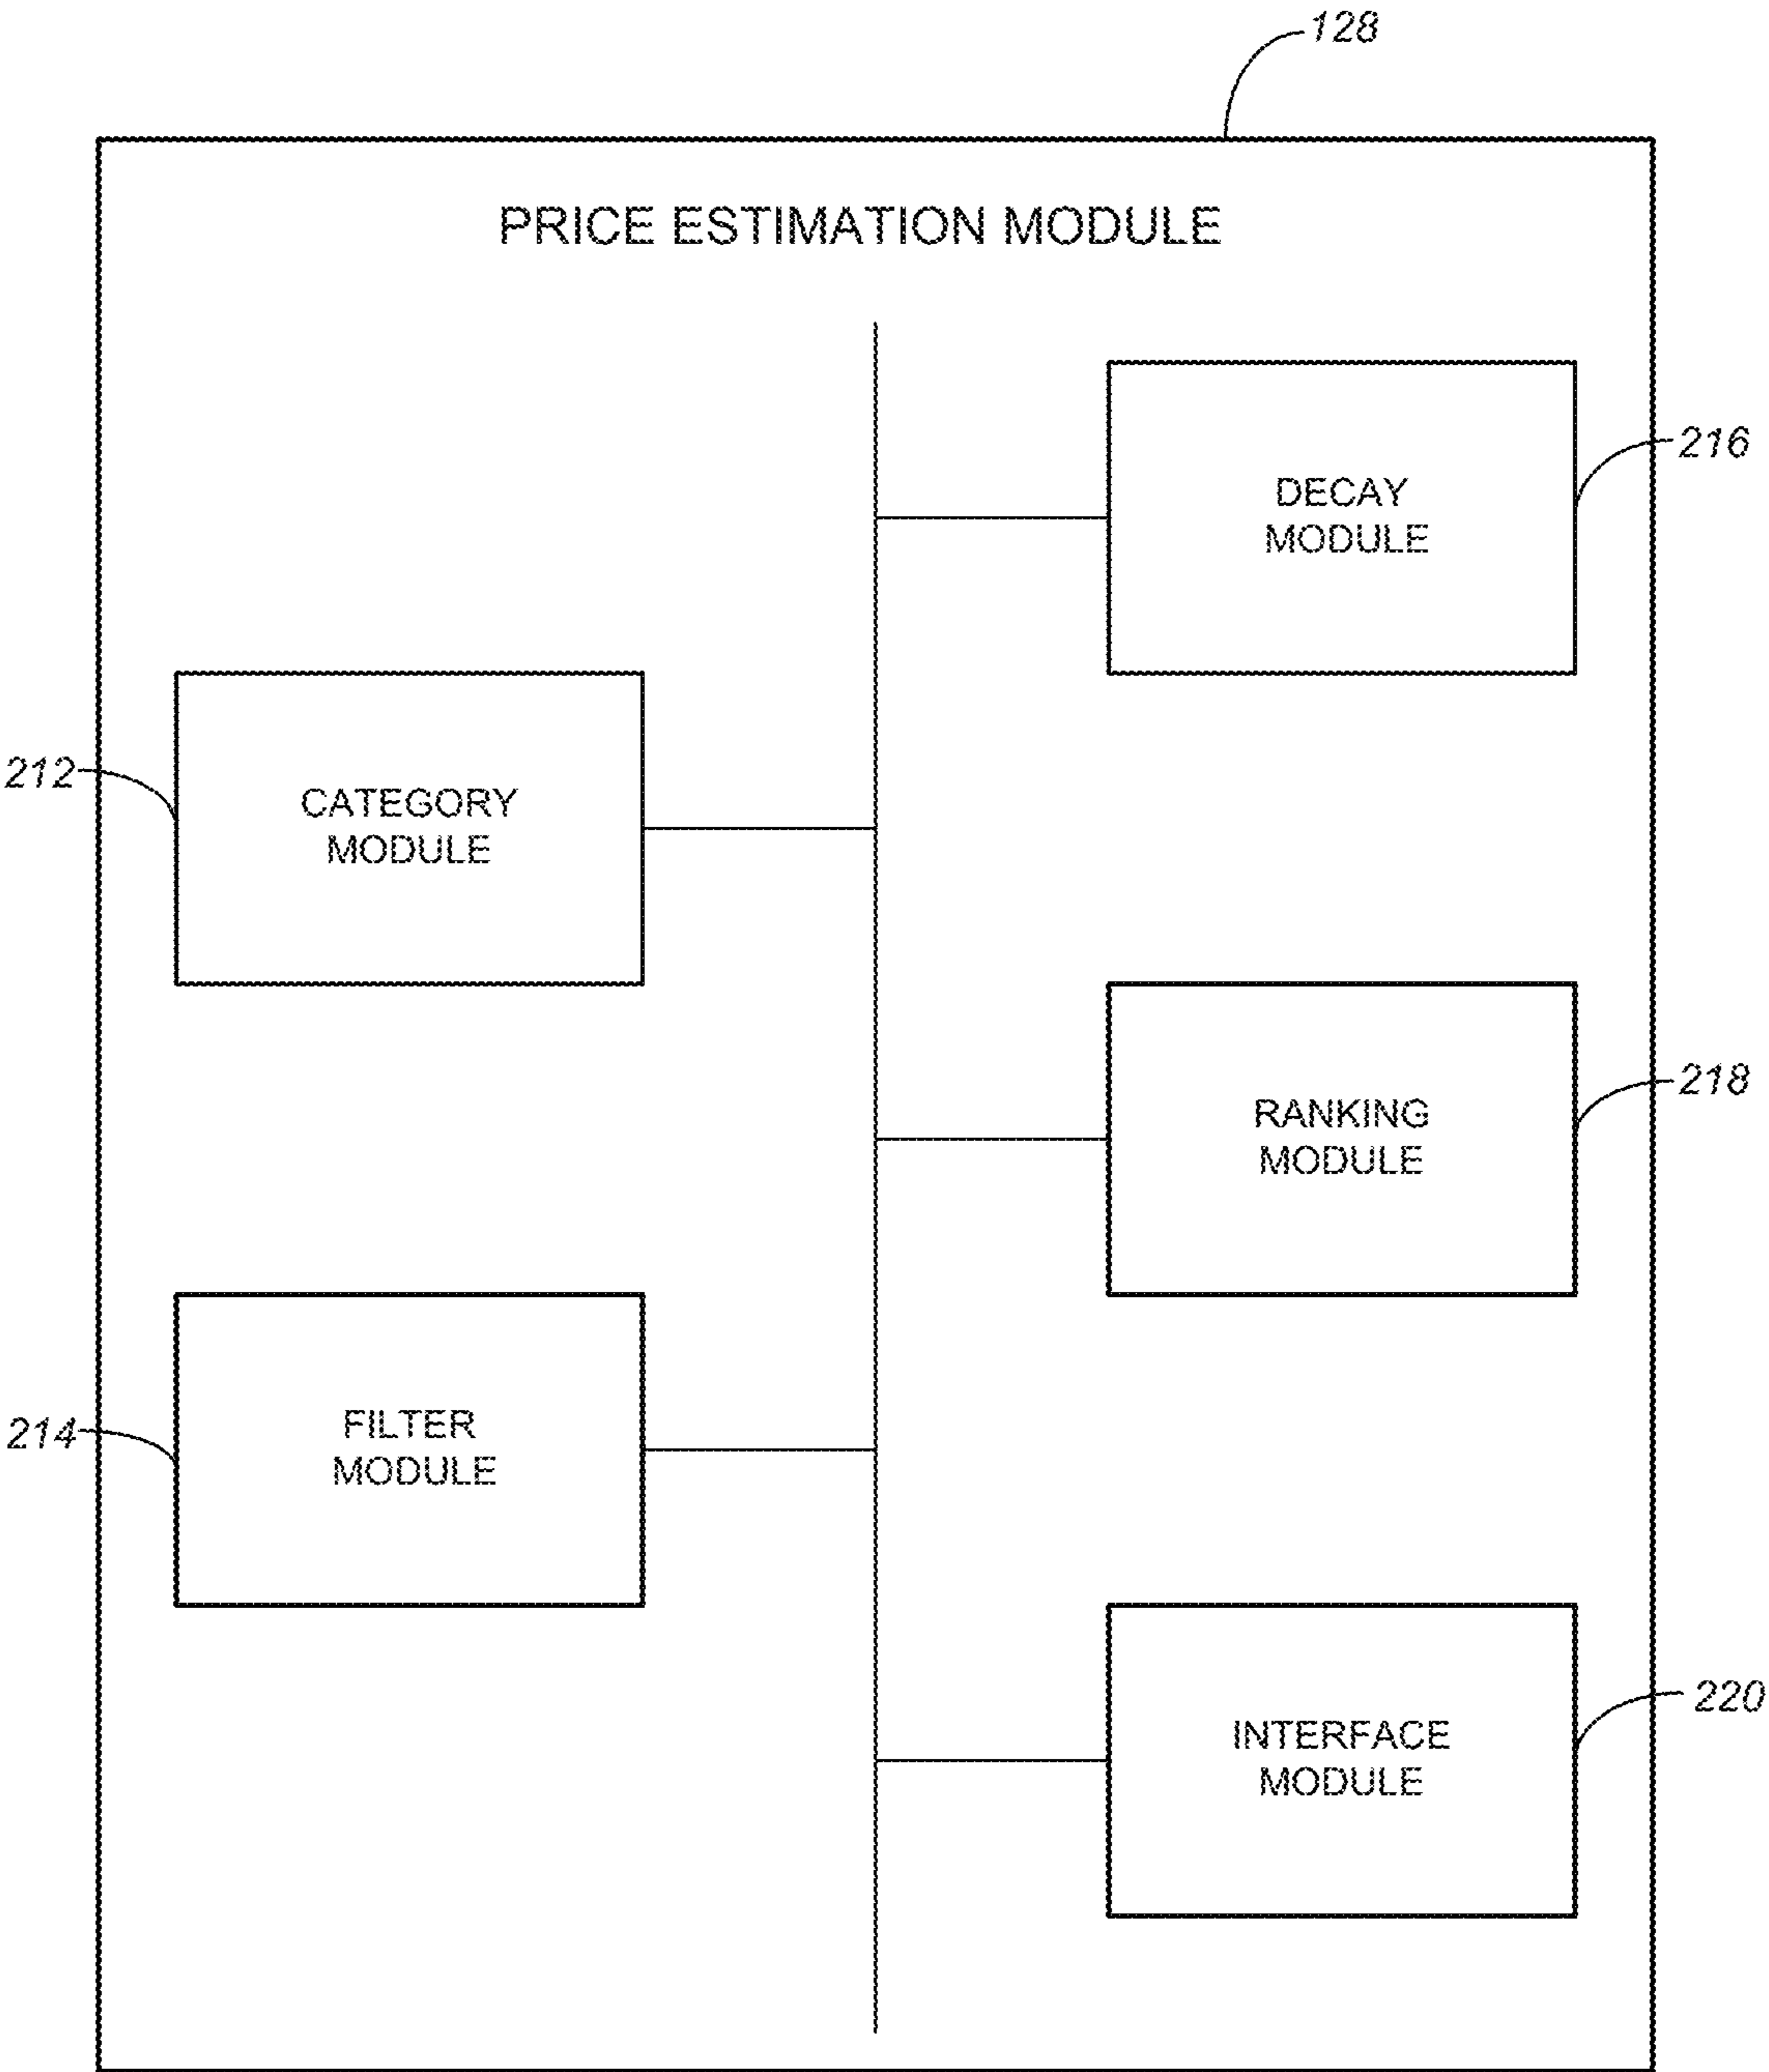 128
PRICE ESTIMATION MODULE
DECAY
MODULE
216
212
CATEGORY
MODULE
RANKING
MODULE
218
214
FILTER
MODULE
INTERFACE
MODULE
220